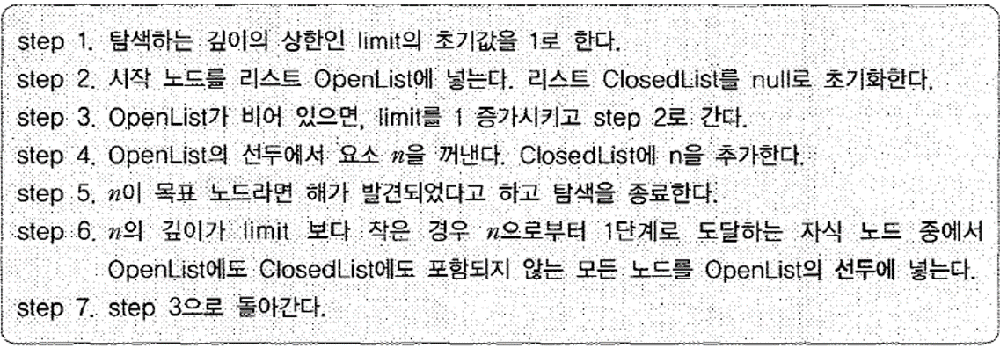 step 1. 탐색하는 깊이의 상한인 limit의 초기값을 1로 한다.
step 2. 시작 노드를 리스트 OpenList에 넣는다. 리스트 ClosedList를 null로 초기화한다.
step 3. OpenList가 비어 있으면, limit를 1 증가시키고 step 2로 간다.
step 4. OpenList의 선두에서 요소 n을 꺼낸다. ClosedList에 n을 추가한다.
step 5. n이 목표 노드라면 해가 발견되었다고 하고 탐색을 종료한다.
step 6. n의 깊이가 limit 보다 작은 경우 n으로부터 1단계로 도달하는 자식 노드 중에서
OpenList에도 ClosedList에도 포함되지 않는 모든 노드를 OpenList의 선두에 넣는다.
step 7. step 3으로 돌아간다.